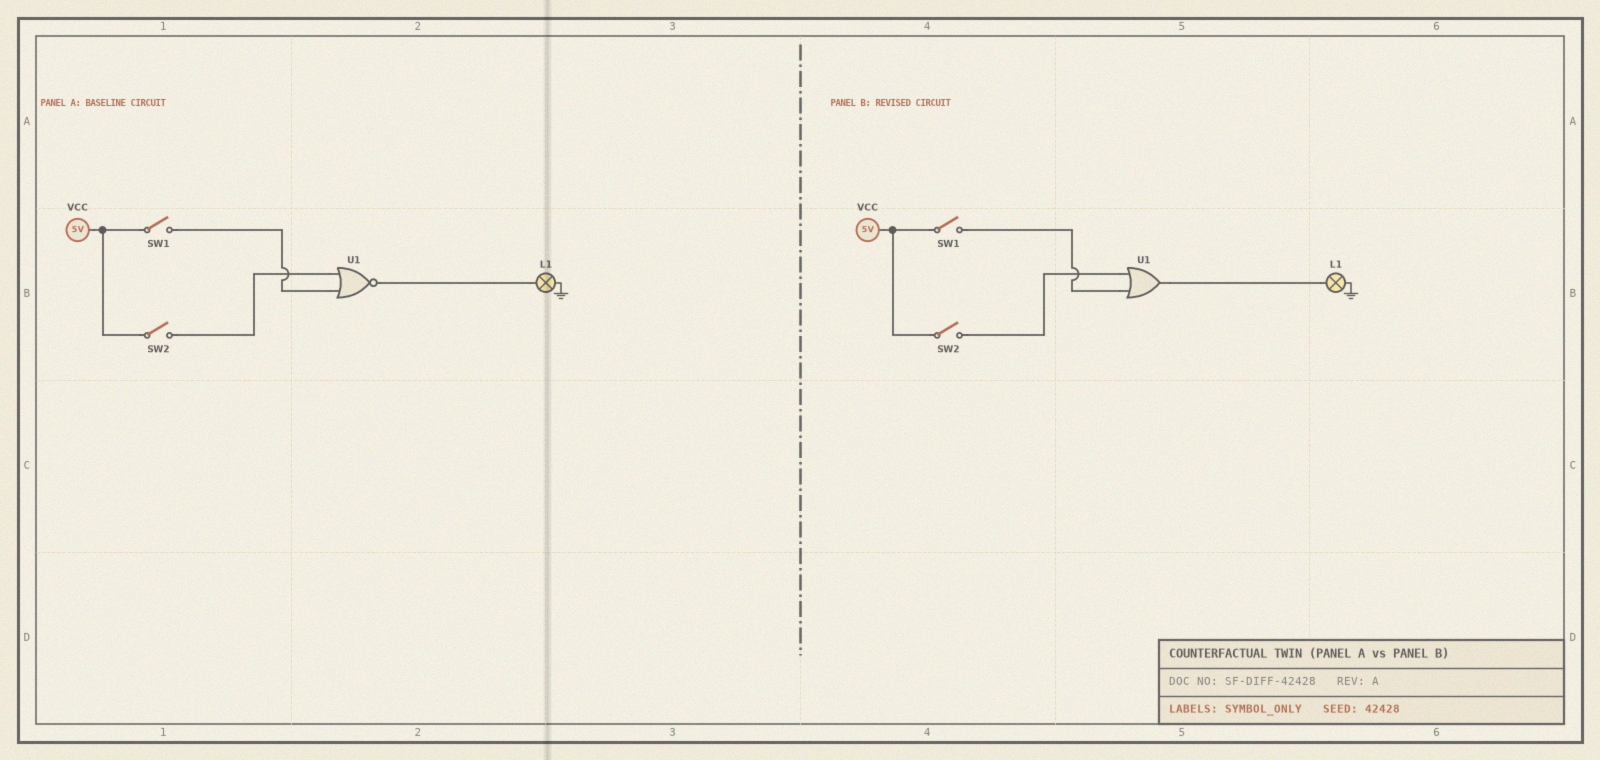 1 2 3 4 5 6
PANEL A: BASELINE CIRCUIT
PANEL B: REVISED CIRCUIT
A A
VCC
5V
SW1
U1
L1
SW2
VCC
5V
SW1
U1
L1
SW2
B B
C C
D D
COUNTERFACTUAL TWIN (PANEL A vs PANEL B)
DOC NO: SF-DIFF-42428 REV: A
LABELS: SYMBOL_ONLY SEED: 42428
1 2 3 4 5 6